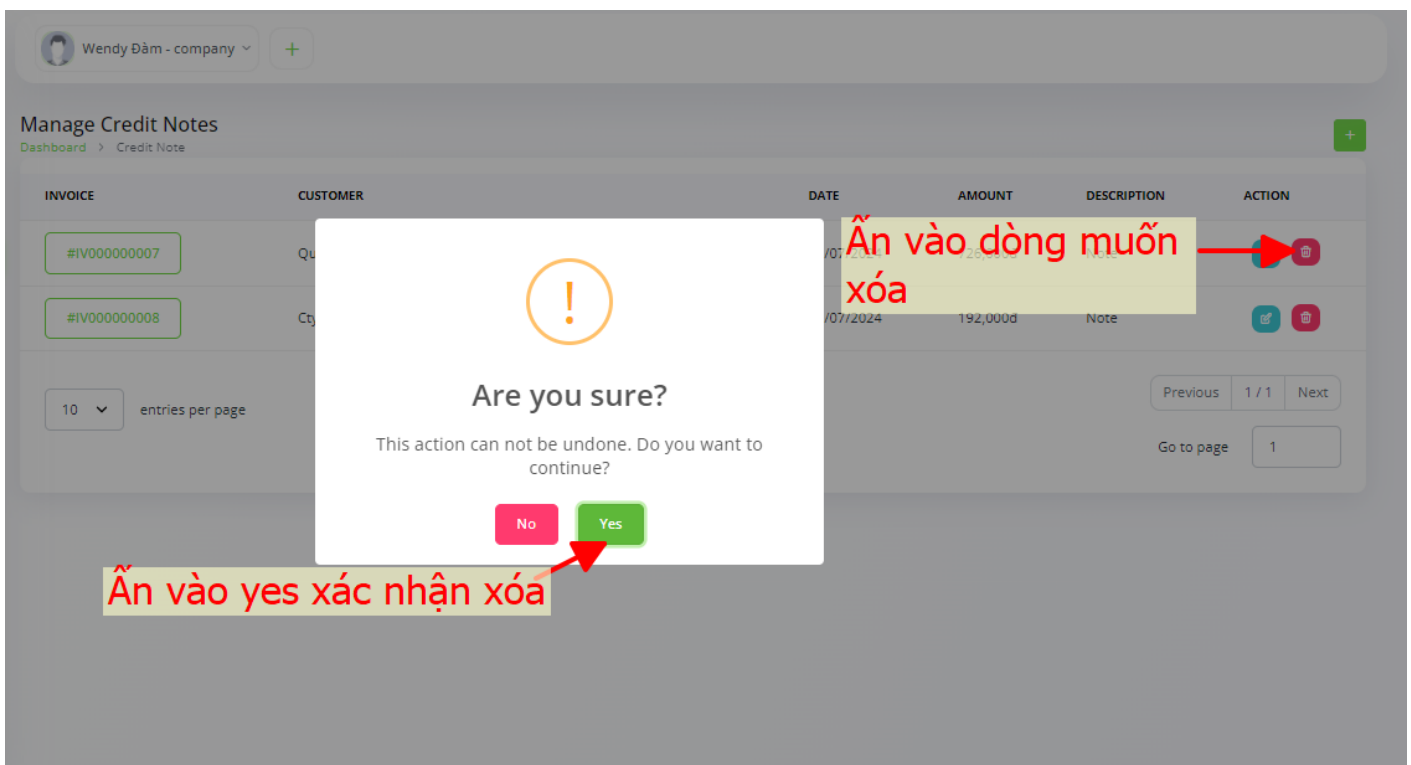 Wendy Đàm - company
+
Manage Credit Notes
+
Dashboard > Credit Note
INVOICE CUSTOMER DATE AMOUNT DESCRIPTION ACTION
#IV000000007
Ấn vào dòng muốn
xóa
!
#IV000000008 /07/2024 192,000đ Note
Are you sure?
This action can not be undone. Do you want to
continue?
10 entries per page
Previous 1 / 1 Next
Go to page 1
No Yes
Ấn vào yes xác nhận xóa